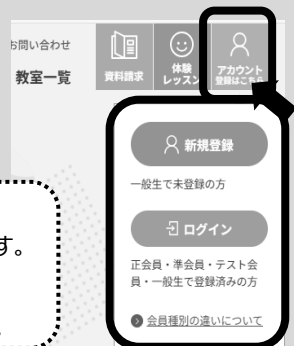 お問い合わせ
教室一覧
資料請求
体験
レッスン
アカウント
登録はこちら
新規登録
一般生で未登録の方
ログイン
正会員・準会員・テスト会
員・一般生で登録済みの方
会員種別の違いについて
す。